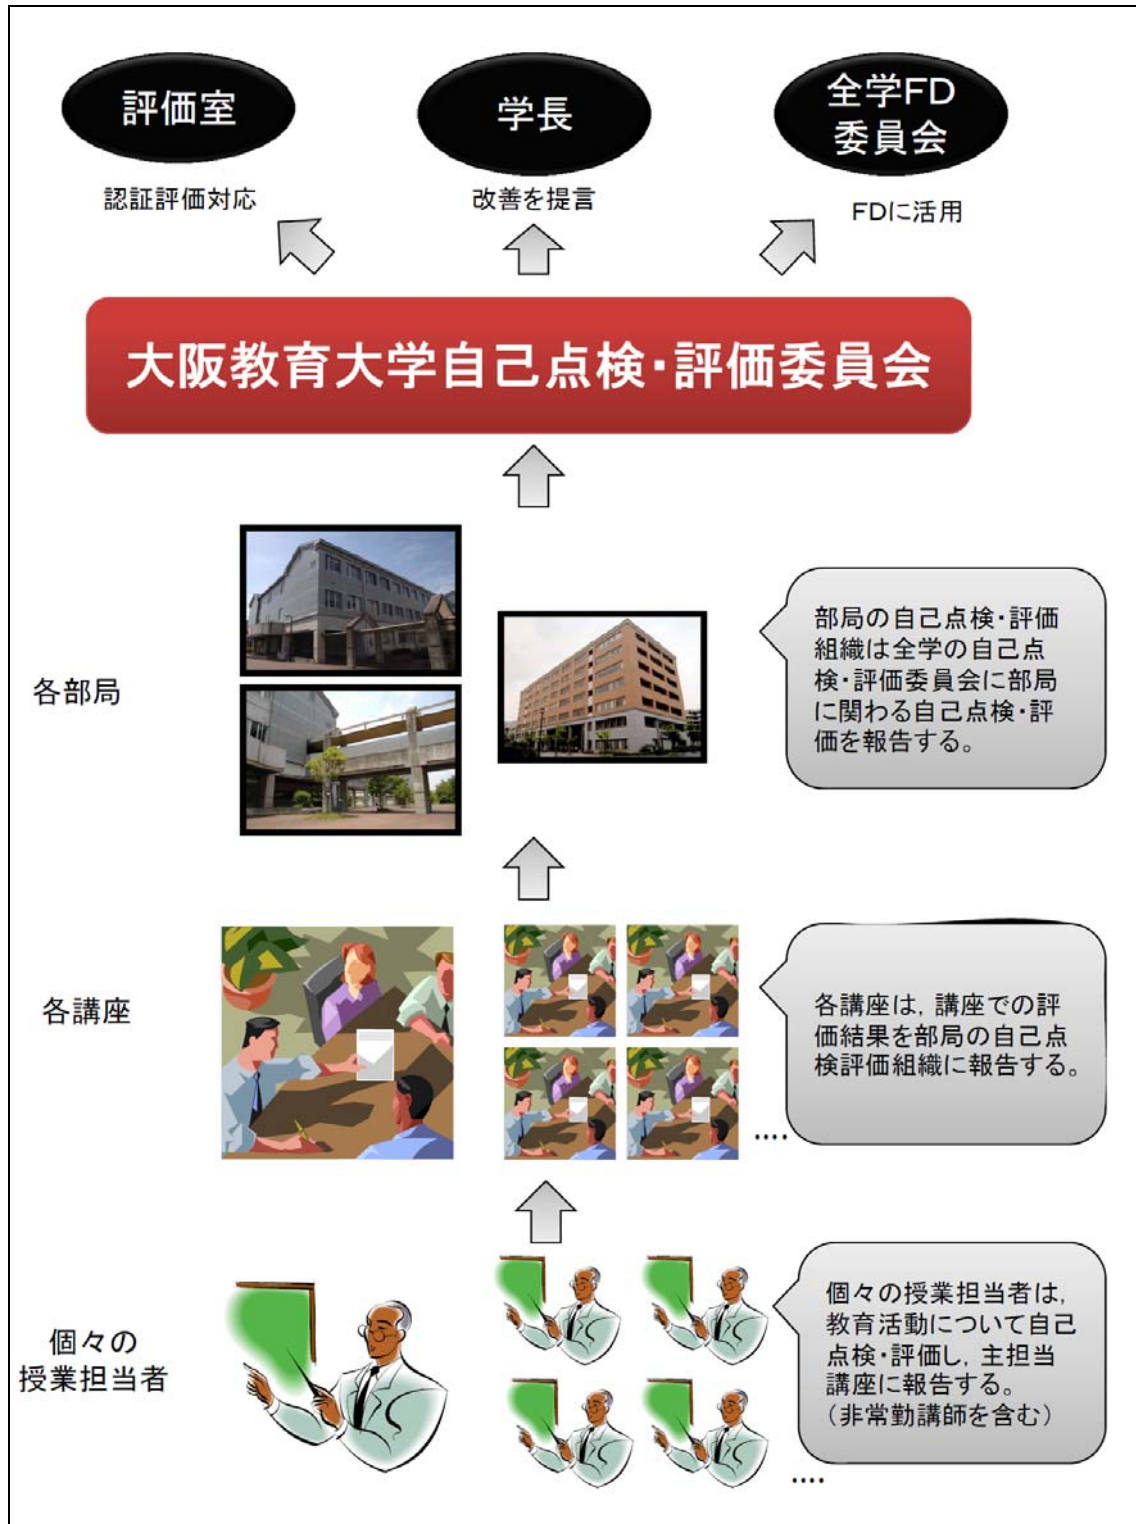 評価室
学長
全学FD
委員会
認証評価対応
改善を提言
FDに活用
大阪教育大学自己点検・評価委員会
各部局
部局の自己点検・評価
組織は全学の自己点
検・評価委員会に部局
に関わる自己点検・評
価を報告する。
各講座
各講座は，講座での評
価結果を部局の自己点
検評価組織に報告する。
‥‥
個々の
授業担当者
個々の授業担当者は，
教育活動について自己
点検・評価し，主担当
講座に報告する。
（非常勤講師を含む）
‥‥